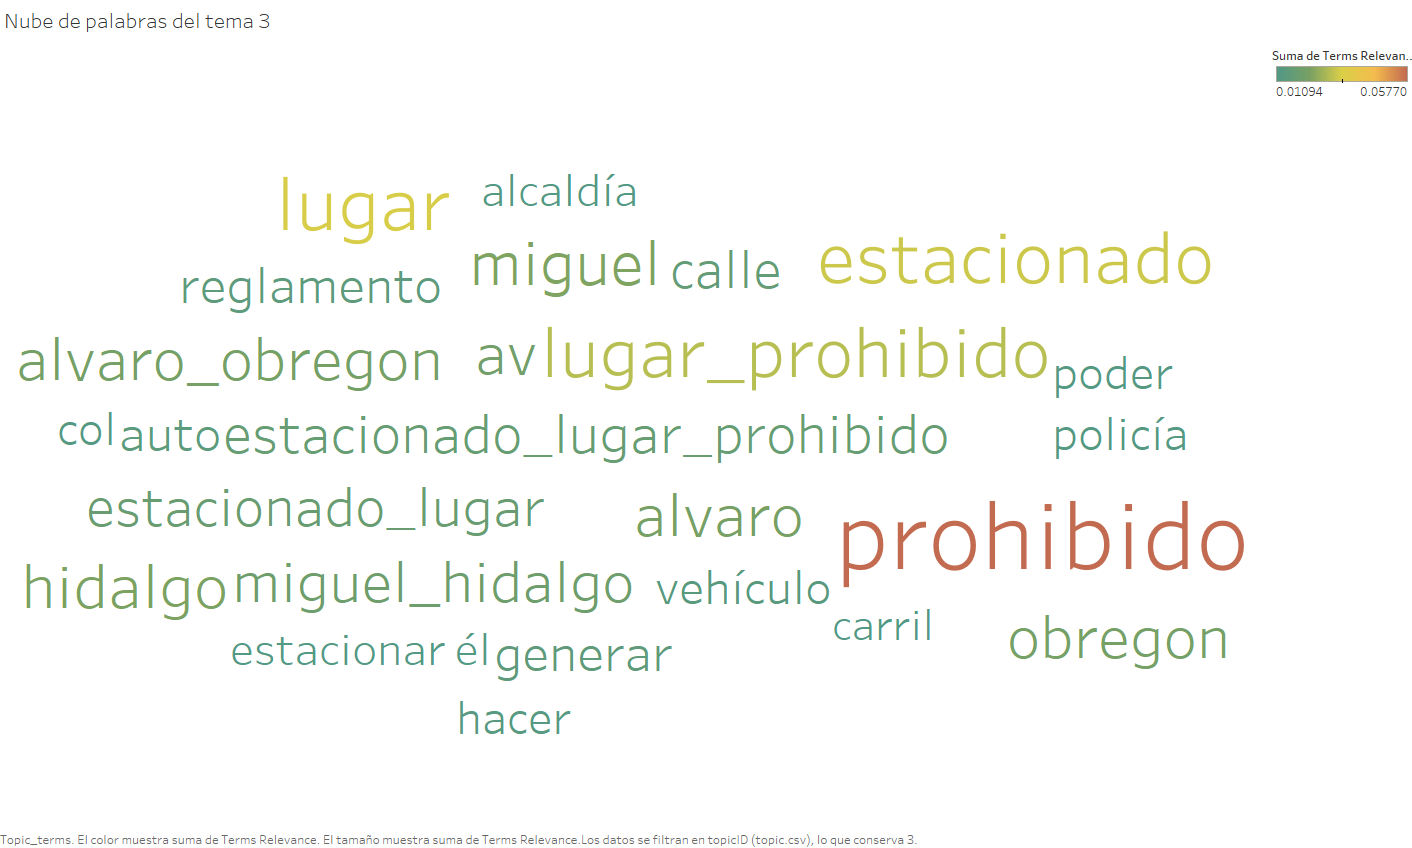 Nube de palabras del tema 3
Suma de Terms Relevan..
0.01094 0.05770
lugar alcaldía
reglamento miguel calle estacionado
alvaro_obregon av lugar_prohibido poder
col auto estacionado_lugar_prohibido policía
estacionado_lugar alvaro prohibido
hidalgo miguel_hidalgo vehículo
carril
estacionar él generar obregon
hacer
Topic_terms. El color muestra suma de Terms Relevance. El tamaño muestra suma de Terms Relevance.Los datos se filtran en topicID (topic.csv), lo que conserva 3.